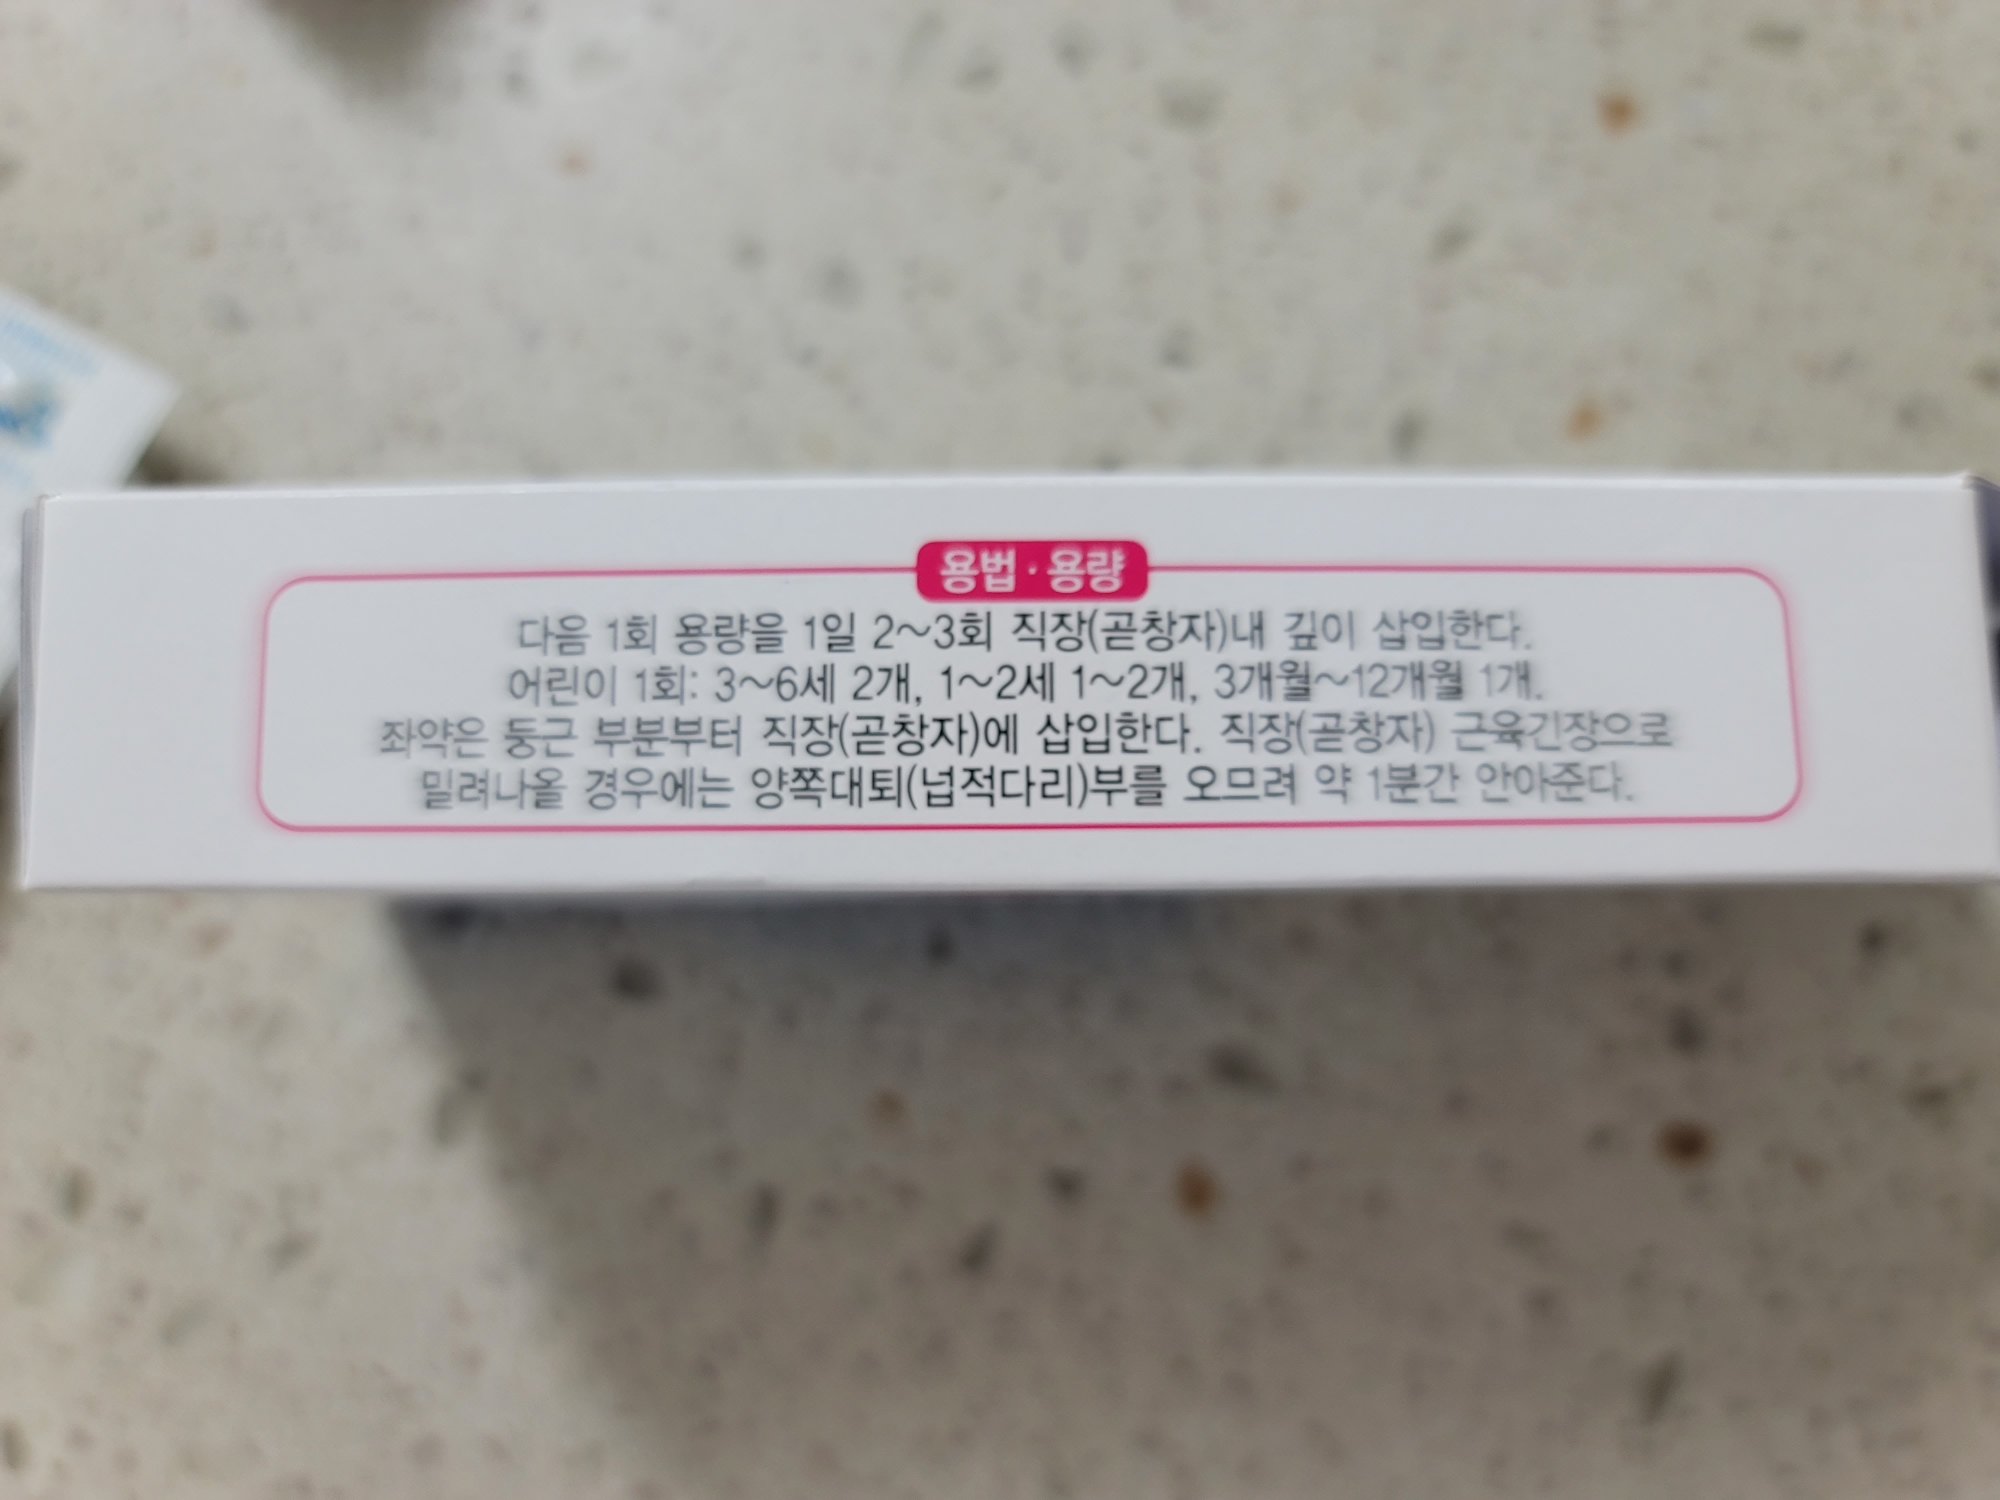 용법·용량
다음 1회 용량을 1일 2~3회 직장(곧창자)내 깊이 삽입한다.
어린이 1회: 3~6세 2개, 1~2세 1~2개, 3개월~12개월 1개.
좌약은 둥근 부분부터 직장(곧창자)에 삽입한다. 직장(곧창자) 근육긴장으로
밀려나올 경우에는 양쪽대퇴(넙적다리)부를 오므려 약 1분간 안아준다.